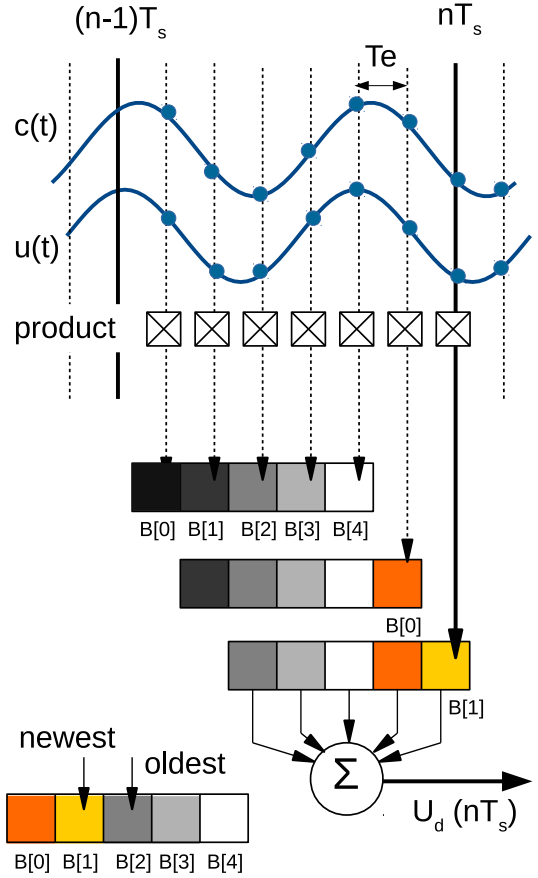 (n-1)Ts nTs
Te
c(t)
u(t)
product
B[0] B[1] B[2] B[3] B[4]
B[0]
B[1]
newest
oldest
Σ
Ud (nTs)
B[0] B[1] B[2] B[3] B[4]